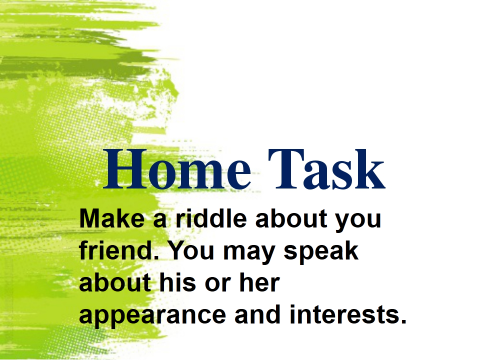 Home Task
Make a riddle about you
friend. You may speak
about his or her
appearance and interests.